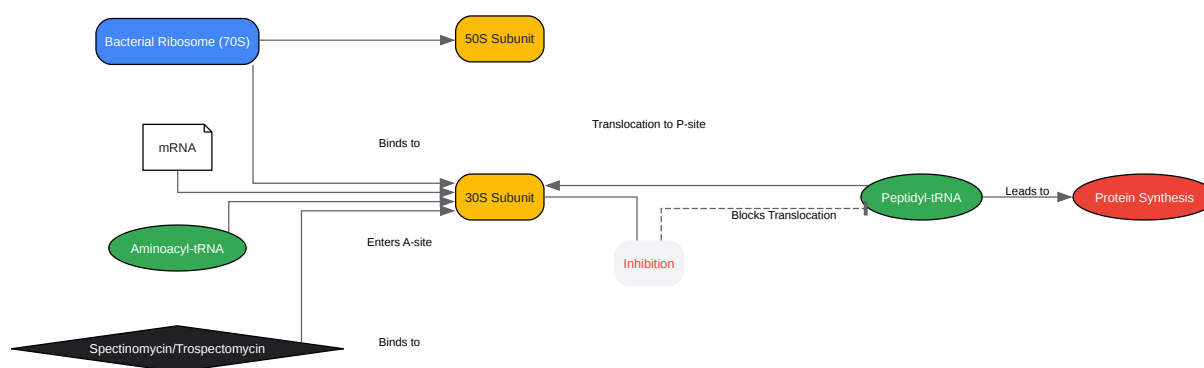 Bacterial Ribosome (70S)
50S Subunit
Translocation to P-site
mRNA
Binds to
30S Subunit
Peptidyl-tRNA
Leads to
Protein Synthesis
Blocks Translocation
Aminoacyl-tRNA
Enters A-site
Inhibition
Spectinomycin/Trospectomycin
Binds to